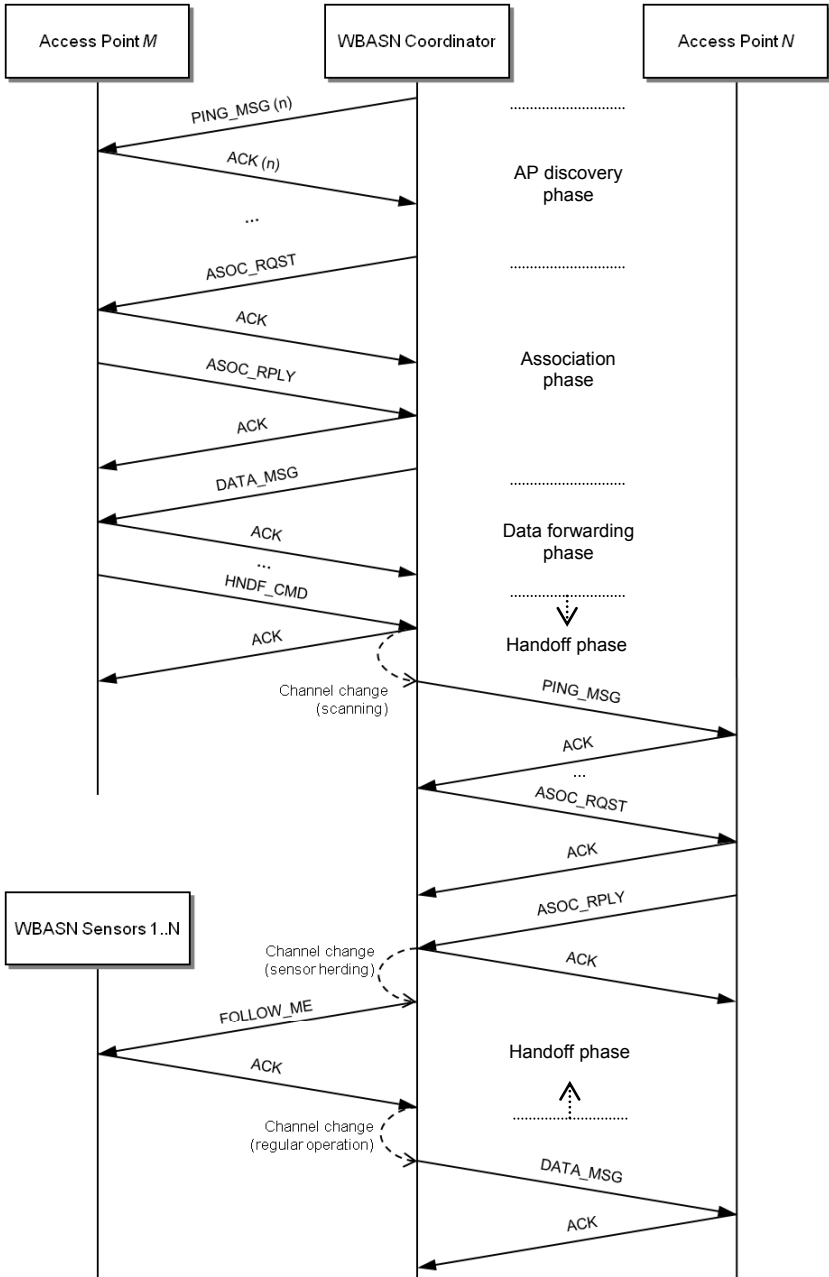 Access Point M
WBASN Coordinator
Access Point N
PING_MSG (n)
ACK (n)
AP discovery
phase
...
ASOC_RQST
ACK
Association
phase
ASOC_RPLY
ACK
DATA_MSG
ACK
Data forwarding
phase
...
HNDF_CMD
ACK
Handoff phase
Channel change
(scanning)
PING_MSG
ACK
...
ASOC_RQST
ACK
WBASN Sensors 1..N
ASOC_RPLY
Channel change
(sensor herding)
ACK
FOLLOW_ME
Handoff phase
ACK
Channel change
(regular operation)
DATA_MSG
ACK